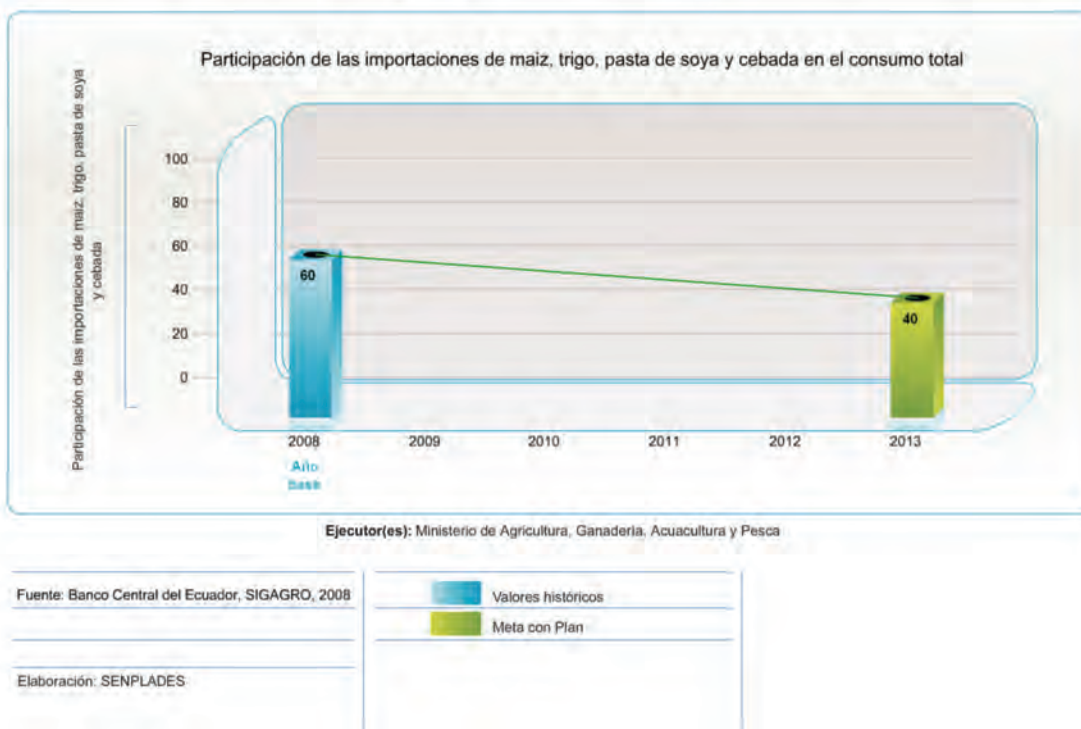 Participación de las importaciones de maiz, trigo, pasta de soya y cebada en el consumo total
Participación de las importaciones de maiz, trigo, pasta de soya
y cebada
100
80
60
40
20
0
60
40
2008
2009
2010
2011
2012
2013
Año
base
Ejecutor(es): Ministerio de Agricultura, Ganaderia, Acuacultura y Pesca
Fuente: Banco Central del Ecuador, SIGAGRO, 2008
Valores históricos
Meta con Plan
Elaboración: SENPLADES